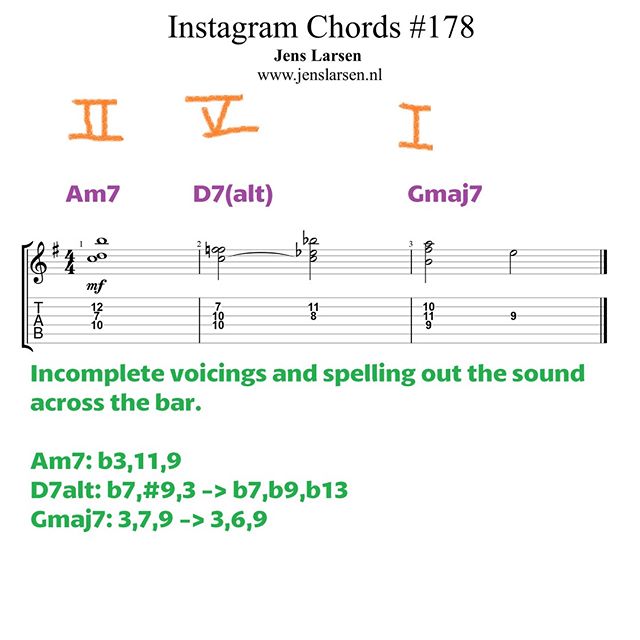 Instagram Chords #178
Jens Larsen
www.jenslarsen.nl
II V I
Am7 D7(alt) Gmaj7
1 2 3
4
4
mf
T 12 7 11 10
A 7 10 8 11 9
B 10 10 9
Incomplete voicings and spelling out the sound
across the bar.
Am7: b3,11,9
D7alt: b7,#9,3 -> b7,b9,b13
Gmaj7: 3,7,9 -> 3,6,9